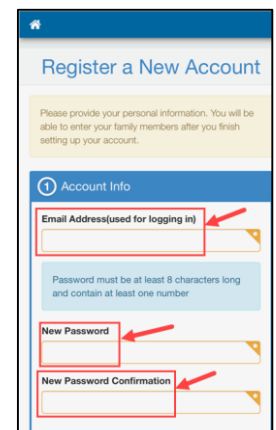 Register a New Account
Please provide your personal information. You will be
able to enter your family members after you finish
setting up your account.
1 Account Info
Email Address(used for logging in)
Password must be at least 8 characters long
and contain at least one number
New Password
New Password Confirmation